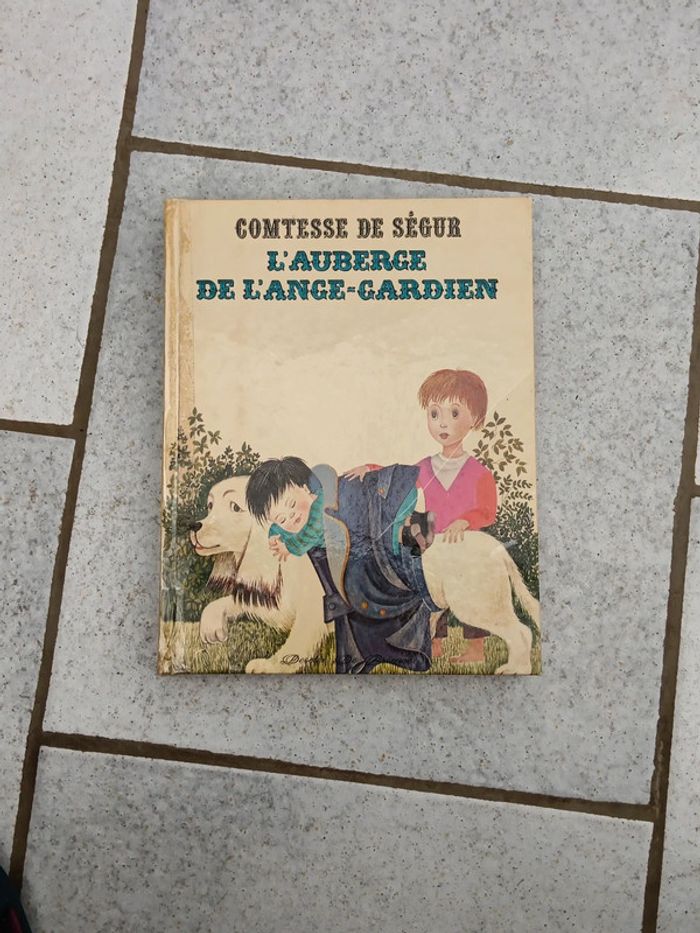 COMTESSE DE SÉGUR
L'AUBERGE
DE L'ANGE-GARDIEN